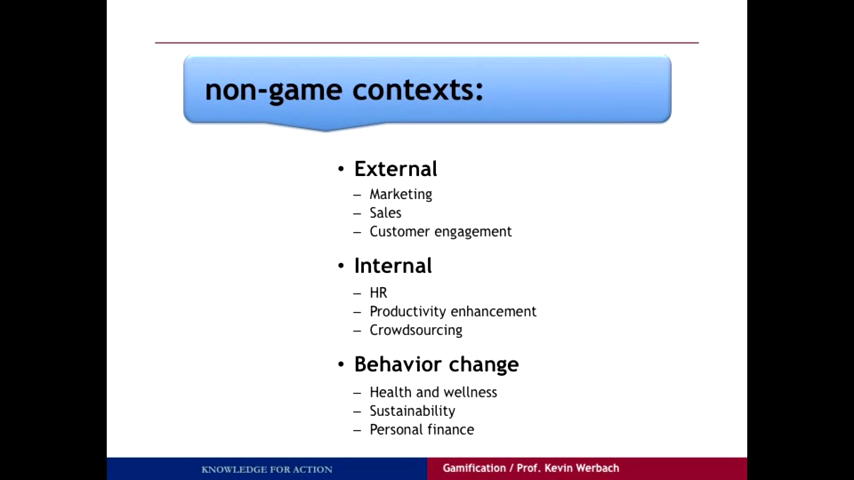 non-game contexts:
• External
– Marketing
– Sales
– Customer engagement
• Internal
– HR
– Productivity enhancement
– Crowdsourcing
• Behavior change
– Health and wellness
– Sustainability
– Personal finance
KNOWLEDGE FOR ACTION
Gamification / Prof. Kevin Werbach